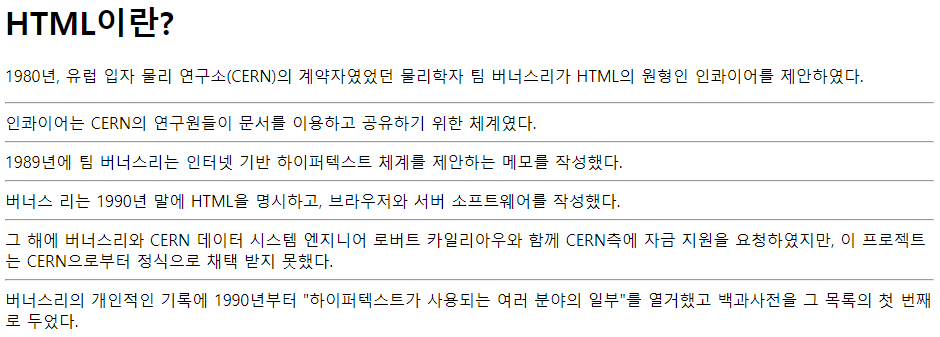 HTML이란?
1980년, 유럽 입자 물리 연구소(CERN)의 계약자였었던 물리학자 팀 버너스리가 HTML의 원형인 인콰이어를 제안하였다.
인콰이어는 CERN의 연구원들이 문서를 이용하고 공유하기 위한 체계였다.
1989년에 팀 버너스리는 인터넷 기반 하이퍼텍스트 체계를 제안하는 메모를 작성했다.
버너스 리는 1990년 말에 HTML을 명시하고, 브라우저와 서버 소프트웨어를 작성했다.
그 해에 버너스리와 CERN 데이터 시스템 엔지니어 로버트 카일리아우와 함께 CERN측에 자금 지원을 요청하였지만, 이 프로젝트
는 CERN으로부터 정식으로 채택 받지 못했다.
버너스리의 개인적인 기록에 1990년부터 "하이퍼텍스트가 사용되는 여러 분야의 일부"를 열거했고 백과사전을 그 목록의 첫 번째
로 두었다.